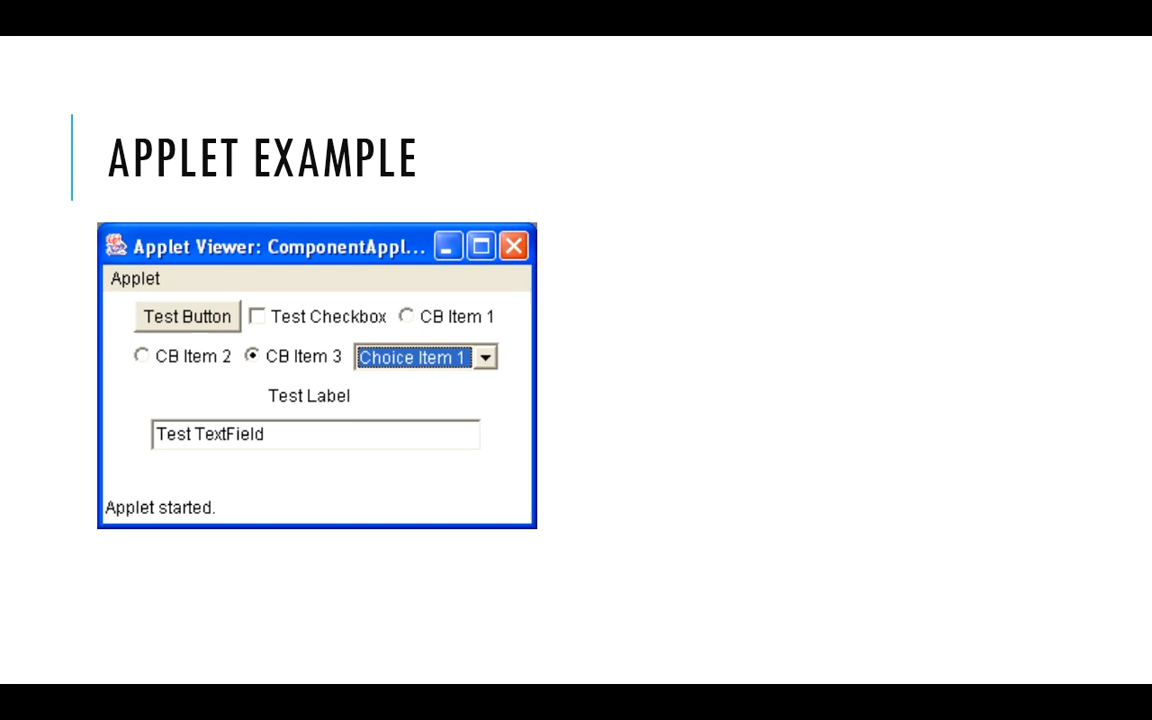 APPLET EXAMPLE
Applet Viewer: ComponentAppl...
Applet
Test Button Test Checkbox CB Item 1
CB Item 2 CB Item 3 Choice Item 1
Test Label
Test TextField
Applet started.